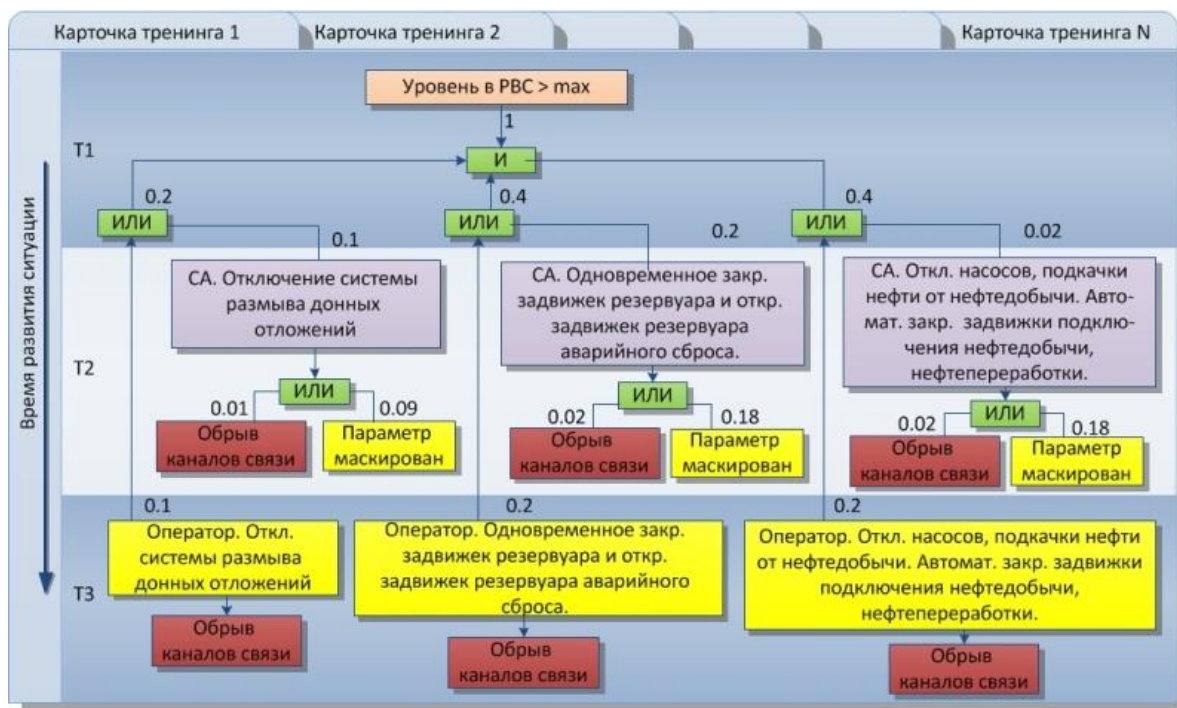 Карточка тренинга 1
Карточка тренинга 2
Карточка тренинга N
Время развития ситуации
Уровень в РВС > max
1
T1
И
0.2
0.4
0.4
ИЛИ
ИЛИ
ИЛИ
0.1
0.2
0.02
СА. Отключение системы
размыва донных
отложений
СА. Одновременное закр.
задвижек резервуара и откр.
задвижек резервуара
аварийного сброса.
СА. Откл. насосов, подкачки
нефти от нефтедобычи. Авто-
мат. закр. задвижки подклю-
чения нефтедобычи,
нефтепереработки.
T2
ИЛИ
ИЛИ
ИЛИ
0.01
0.09
0.02
0.18
0.02
0.18
Обрыв
каналов связи
Параметр
маскирован
Обрыв
каналов связи
Параметр
маскирован
Обрыв
каналов связи
Параметр
маскирован
0.1
0.2
0.2
T3
Оператор. Откл.
системы размыва
донных отложений
Оператор. Одновременное закр.
задвижек резервуара и откр.
задвижек резервуара аварийного
сброса.
Оператор. Откл. насосов, подкачки нефти
от нефтедобычи. Автомат. закр. задвижки
подключения нефтедобычи,
нефтепереработки.
Обрыв
каналов связи
Обрыв
каналов связи
Обрыв
каналов связи